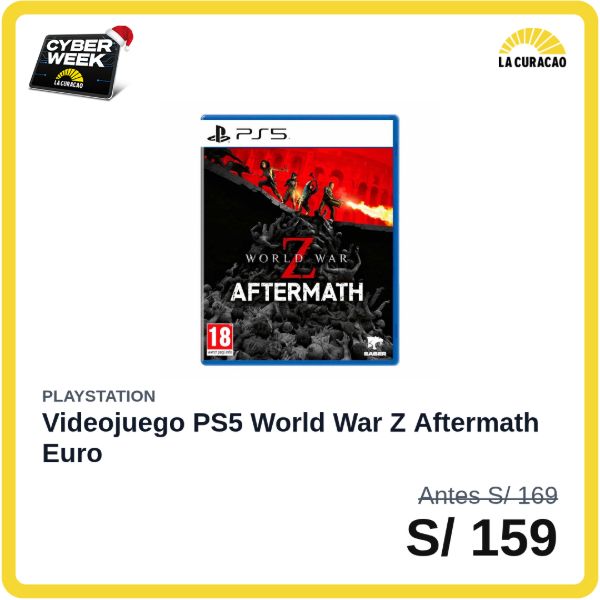 CYBER
WEEK
LA CURACAO
LA CURACAO
PS5
WORLD WAR
Z
AFTERMATH
18
SABER
PLAYSTATION
Videojuego PS5 World War Z Aftermath
Euro
Antes S/ 169
S/ 159